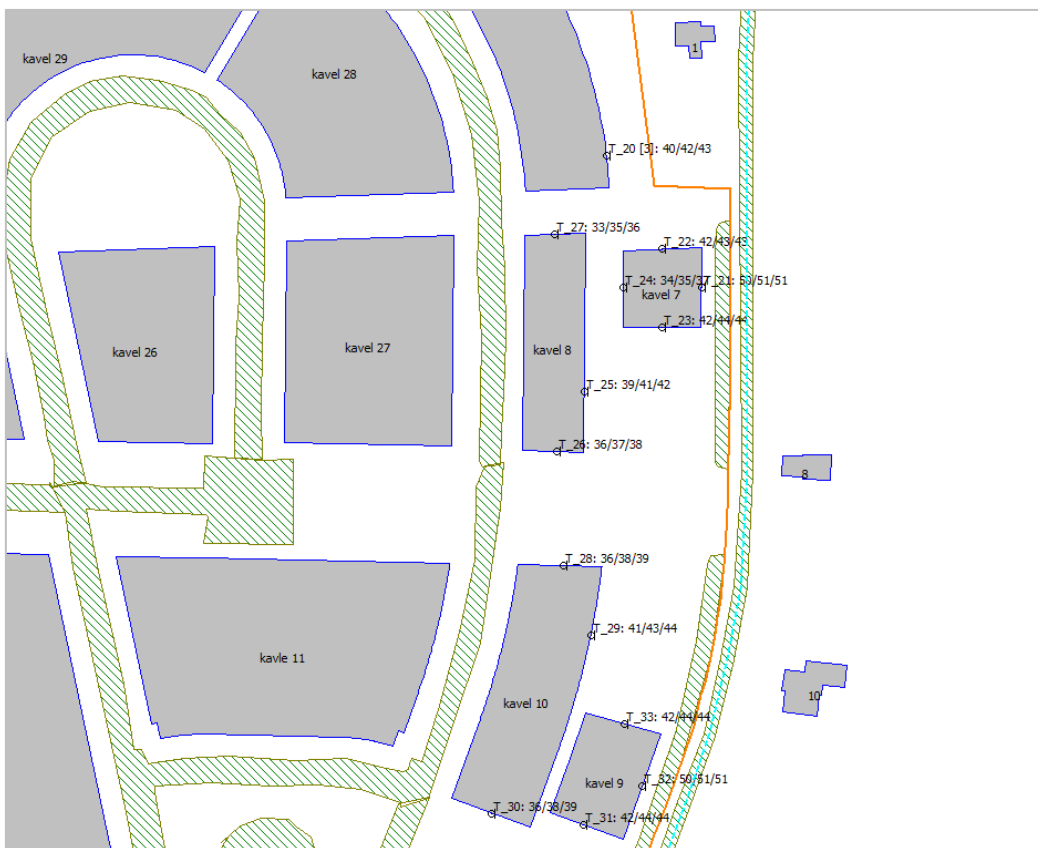 kavel 29
kavel 28
1
T_20 [3]: 40/42/43
T_27: 33/35/36
T_22: 42/43/43
T_24: 34/35/37
T_21: 50/51/51
kavel 7
T_23: 42/44/44
kavel 26
kavel 27
kavel 8
T_25: 39/41/42
T_26: 36/37/38
8
T_28: 36/38/39
T_29: 41/43/44
kavle 11
kavel 10
10
T_33: 42/44/44
kavel 9
T_32: 50/51/51
T_30: 36/38/39
T_31: 42/44/44